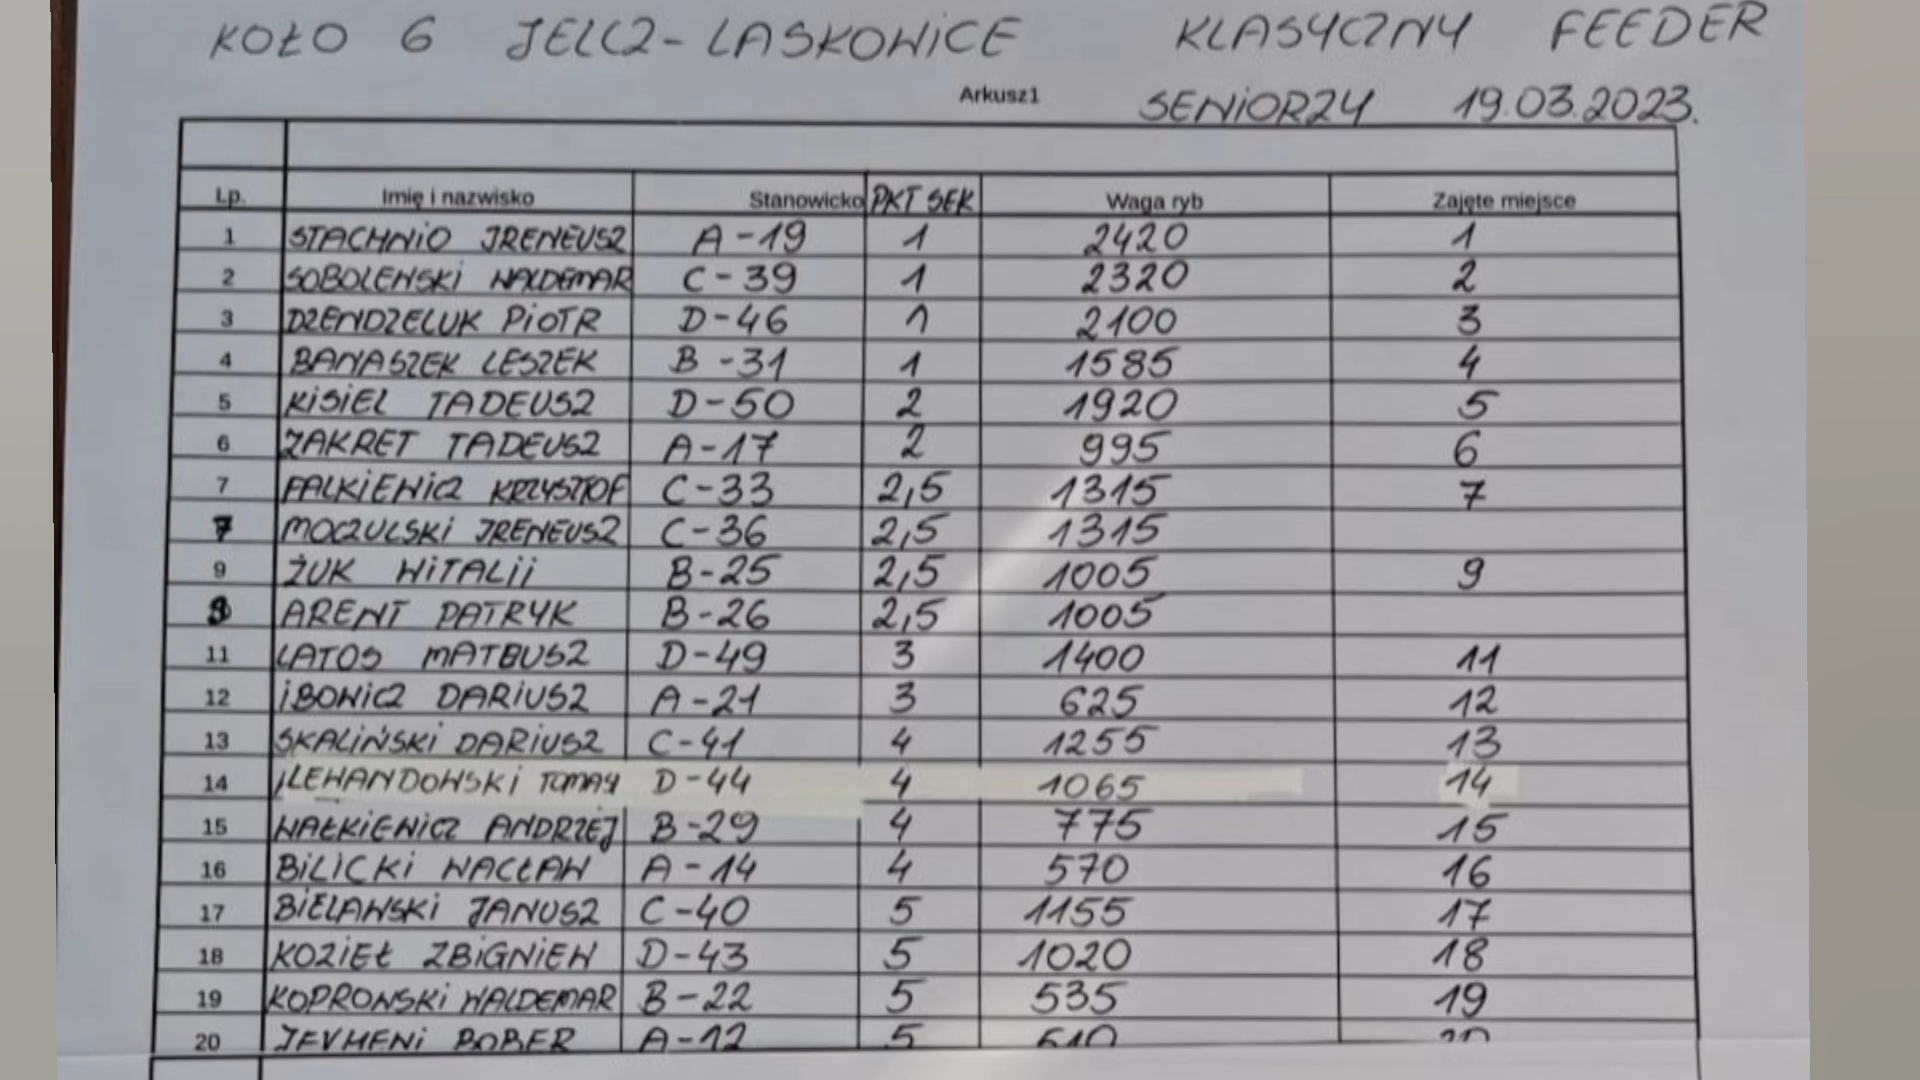 KOŁO 6 JELCZ-LASKOWICE KLASYCZNY FEEDER
Arkusz1 SENiORZY 19.03.2023.
Lp. Imię i nazwisko Stanowicko PKT SEK Waga ryb Zajęte miejsce
1 STACHNiO IRENEUSZ A-19 1 2420 1
2 SOBOLEWSKI WALDEMAR C-39 1 2320 2
3 DZENDZELUK PiOTR D-46 1 2100 3
4 BANASZEK LESZEK B-31 1 1585 4
5 KiSiEL TADEUSZ D-50 2 1920 5
6 ZAKRET TADEUSZ A-17 2 995 6
7 FALKIEWICZ KRZYSZTOF C-33 2,5 1315 7
7 MOCZULSKI IRENEUSZ C-36 2,5 1315
9 ŻUK WiTALii B-25 2,5 1005 9
9 ARENT PATRYK B-26 2,5 1005
11 LATOS MATEUSZ D-49 3 1400 11
12 iBOWiCZ DARiUSZ A-21 3 625 12
13 SKALiŃSKi DARiUSZ C-41 4 1255 13
14 LEWANDOWSKi TOMASZ D-44 4 1065 14
15 WAŁKiEWiCZ ANDRZEJ B-29 4 775 15
16 BiLiCKi WACŁAW A-14 4 570 16
17 BiELAWSKi JANUSZ C-40 5 1155 17
18 KOZiEŁ ZBiGNiEW D-43 5 1020 18
19 KOPROWSKi WALDEMAR B-22 5 535 19
20 JEVHENi BOBER A-12 5 20